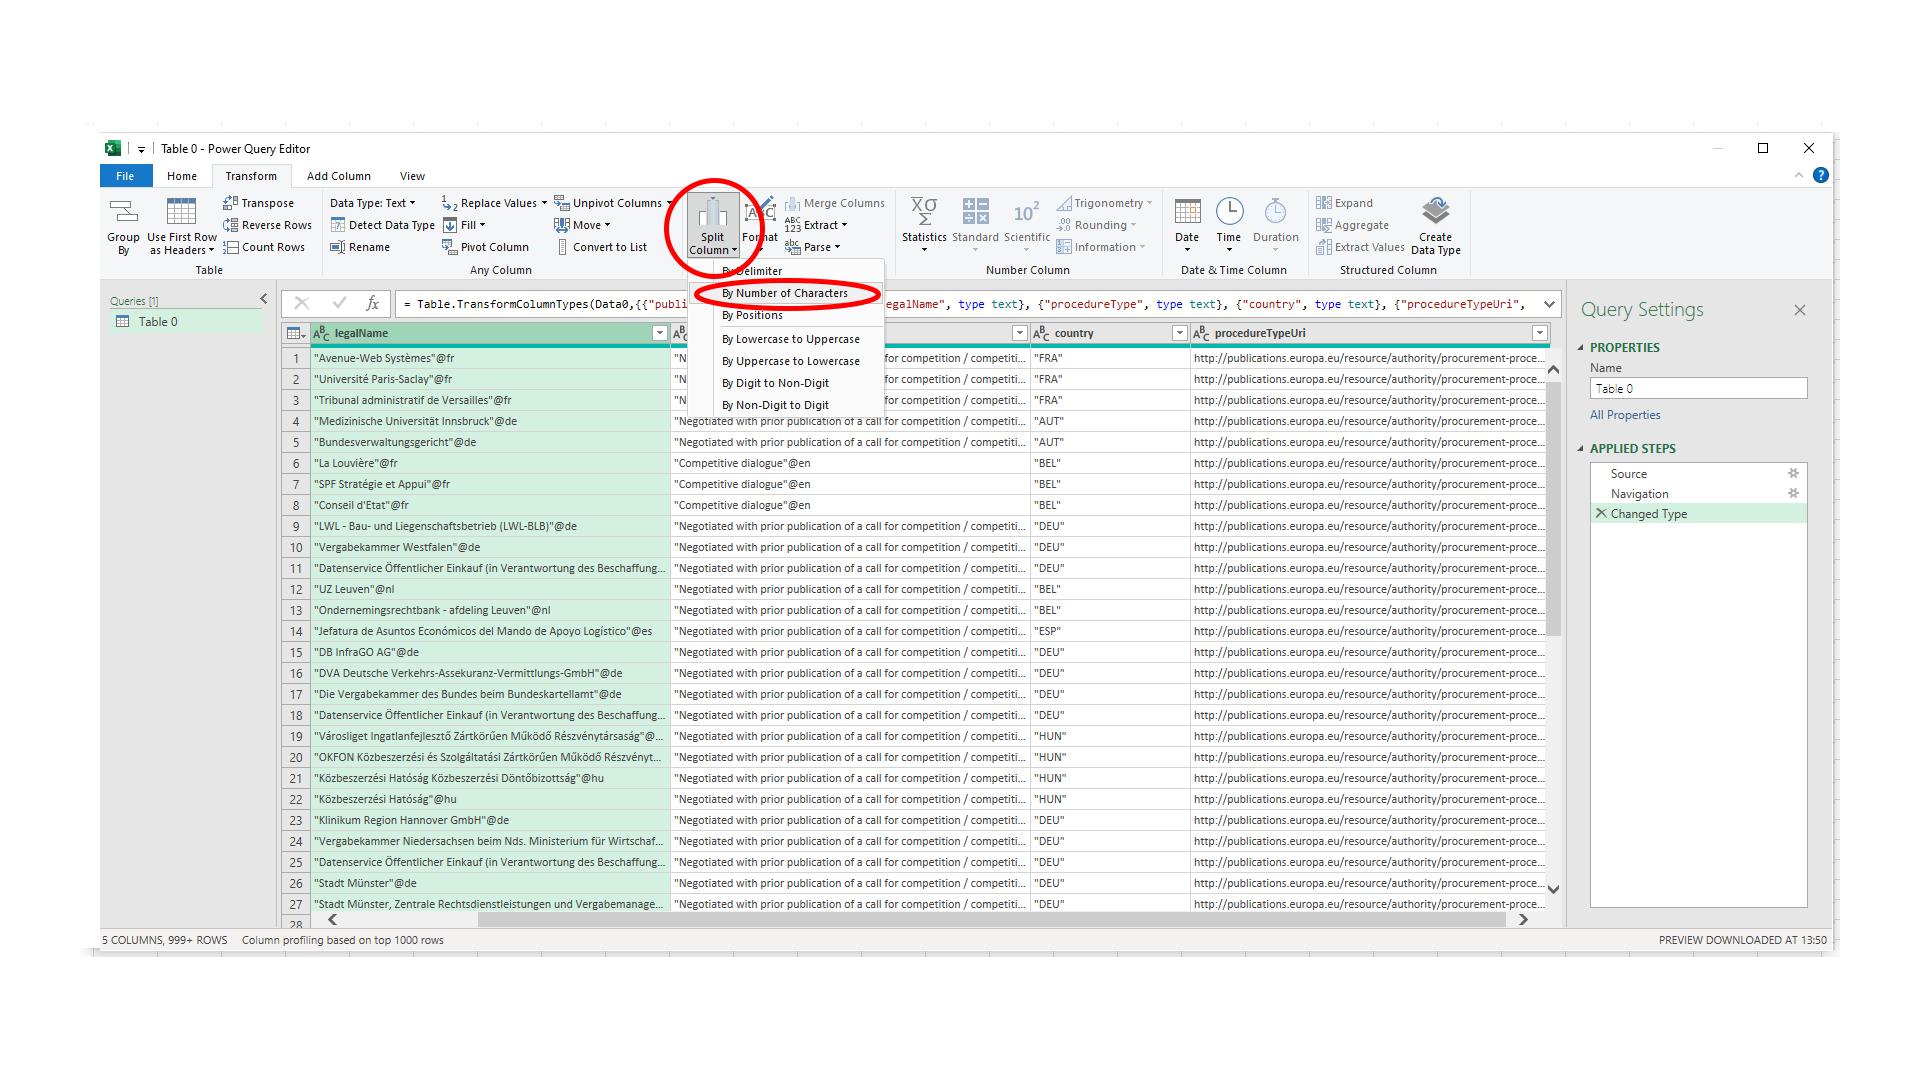 Table 0 - Power Query Editor
File Home Transform Add Column View
Group By
Use First Row as Headers
Transpose
Reverse Rows
Count Rows
Table
Data Type: Text
Detect Data Type
Rename
Replace Values
Fill
Pivot Column
Unpivot Columns
Move
Convert to List
Any Column
Split Column
Format
Merge Columns
Extract
Parse
Statistics
Standard
Scientific
Trigonometry
Rounding
Information
Number Column
Date
Time
Duration
Date & Time Column
Expand
Aggregate
Extract Values
Create Data Type
Structured Column
By Delimiter
By Number of Characters
By Positions
By Lowercase to Uppercase
By Uppercase to Lowercase
By Digit to Non-Digit
By Non-Digit to Digit
Queries [1]
Table 0
= Table.TransformColumnTypes(Data0,{{"publi egalName", type text}, {"procedureType", type text}, {"country", type text}, {"procedureTypeUri",
legalName country procedureTypeUri
1 "Avenue-Web Systèmes"@fr "N for competition / competiti... "FRA" http://publications.europa.eu/resource/authority/procurement-proce...
2 "Université Paris-Saclay"@fr "N for competition / competiti... "FRA" http://publications.europa.eu/resource/authority/procurement-proce...
3 "Tribunal administratif de Versailles"@fr "N for competition / competiti... "FRA" http://publications.europa.eu/resource/authority/procurement-proce...
4 "Medizinische Universität Innsbruck"@de "Negotiated with prior publication of a call for competition / competiti... "AUT" http://publications.europa.eu/resource/authority/procurement-proce...
5 "Bundesverwaltungsgericht"@de "Negotiated with prior publication of a call for competition / competiti... "AUT" http://publications.europa.eu/resource/authority/procurement-proce...
6 "La Louvière"@fr "Competitive dialogue"@en "BEL" http://publications.europa.eu/resource/authority/procurement-proce...
7 "SPF Stratégie et Appui"@fr "Competitive dialogue"@en "BEL" http://publications.europa.eu/resource/authority/procurement-proce...
8 "Conseil d'Etat"@fr "Competitive dialogue"@en "BEL" http://publications.europa.eu/resource/authority/procurement-proce...
9 "LWL - Bau- und Liegenschaftsbetrieb (LWL-BLB)"@de "Negotiated with prior publication of a call for competition / competiti... "DEU" http://publications.europa.eu/resource/authority/procurement-proce...
10 "Vergabekammer Westfalen"@de "Negotiated with prior publication of a call for competition / competiti... "DEU" http://publications.europa.eu/resource/authority/procurement-proce...
11 "Datenservice Öffentlicher Einkauf (in Verantwortung des Beschaffung... "Negotiated with prior publication of a call for competition / competiti... "DEU" http://publications.europa.eu/resource/authority/procurement-proce...
12 "UZ Leuven"@nl "Negotiated with prior publication of a call for competition / competiti... "BEL" http://publications.europa.eu/resource/authority/procurement-proce...
13 "Ondernemingsrechtbank - afdeling Leuven"@nl "Negotiated with prior publication of a call for competition / competiti... "BEL" http://publications.europa.eu/resource/authority/procurement-proce...
14 "Jefatura de Asuntos Económicos del Mando de Apoyo Logístico"@es "Negotiated with prior publication of a call for competition / competiti... "ESP" http://publications.europa.eu/resource/authority/procurement-proce...
15 "DB InfraGO AG"@de "Negotiated with prior publication of a call for competition / competiti... "DEU" http://publications.europa.eu/resource/authority/procurement-proce...
16 "DVA Deutsche Verkehrs-Assekuranz-Vermittlungs-GmbH"@de "Negotiated with prior publication of a call for competition / competiti... "DEU" http://publications.europa.eu/resource/authority/procurement-proce...
17 "Die Vergabekammer des Bundes beim Bundeskartellamt"@de "Negotiated with prior publication of a call for competition / competiti... "DEU" http://publications.europa.eu/resource/authority/procurement-proce...
18 "Datenservice Öffentlicher Einkauf (in Verantwortung des Beschaffung... "Negotiated with prior publication of a call for competition / competiti... "DEU" http://publications.europa.eu/resource/authority/procurement-proce...
19 "Városliget Ingatlanfejlesztő Zártkörűen Működő Részvénytársaság"@... "Negotiated with prior publication of a call for competition / competiti... "HUN" http://publications.europa.eu/resource/authority/procurement-proce...
20 "OKFON Közbeszerzési és Szolgáltatási Zártkörűen Működő Részvényt... "Negotiated with prior publication of a call for competition / competiti... "HUN" http://publications.europa.eu/resource/authority/procurement-proce...
21 "Közbeszerzési Hatóság Közbeszerzési Döntőbizottság"@hu "Negotiated with prior publication of a call for competition / competiti... "HUN" http://publications.europa.eu/resource/authority/procurement-proce...
22 "Közbeszerzési Hatóság"@hu "Negotiated with prior publication of a call for competition / competiti... "HUN" http://publications.europa.eu/resource/authority/procurement-proce...
23 "Klinikum Region Hannover GmbH"@de "Negotiated with prior publication of a call for competition / competiti... "DEU" http://publications.europa.eu/resource/authority/procurement-proce...
24 "Vergabekammer Niedersachsen beim Nds. Ministerium für Wirtschaf... "Negotiated with prior publication of a call for competition / competiti... "DEU" http://publications.europa.eu/resource/authority/procurement-proce...
25 "Datenservice Öffentlicher Einkauf (in Verantwortung des Beschaffung... "Negotiated with prior publication of a call for competition / competiti... "DEU" http://publications.europa.eu/resource/authority/procurement-proce...
26 "Stadt Münster"@de "Negotiated with prior publication of a call for competition / competiti... "DEU" http://publications.europa.eu/resource/authority/procurement-proce...
27 "Stadt Münster, Zentrale Rechtsdienstleistungen und Vergabemanage... "Negotiated with prior publication of a call for competition / competiti... "DEU" http://publications.europa.eu/resource/authority/procurement-proce...
28
Query Settings
PROPERTIES
Name
Table 0
All Properties
APPLIED STEPS
Source
Navigation
Changed Type
5 COLUMNS, 999+ ROWS Column profiling based on top 1000 rows
PREVIEW DOWNLOADED AT 13:50